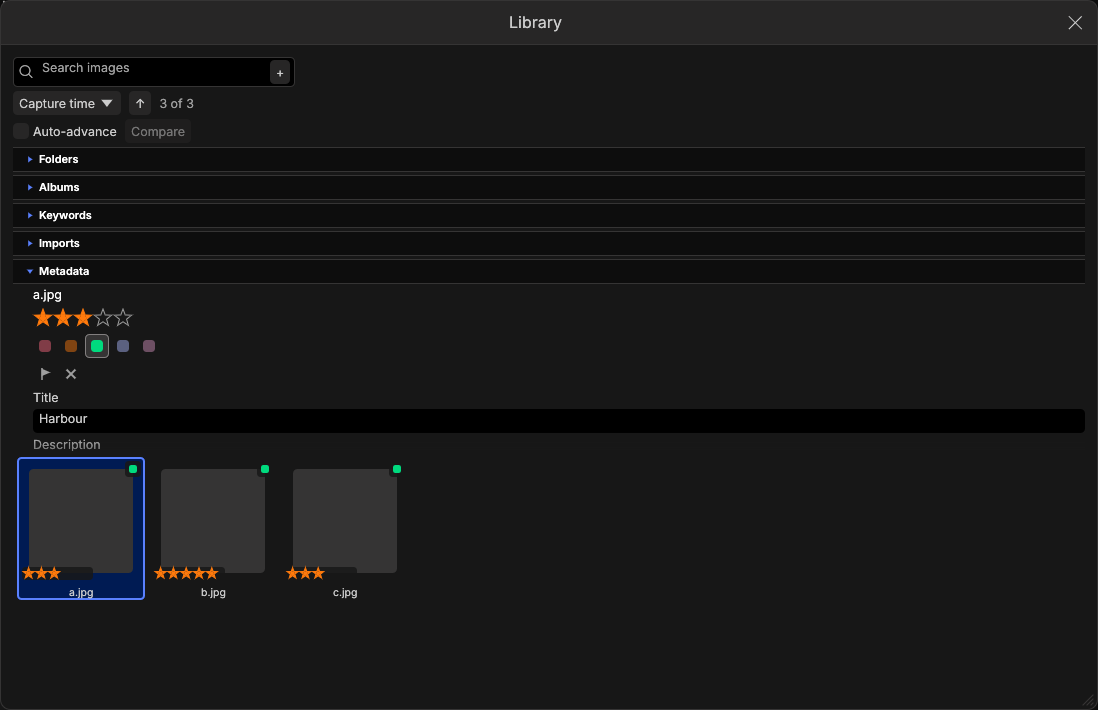 Library
Search images
+
Capture time
3 of 3
Auto-advance Compare
Folders
Albums
Keywords
Imports
Metadata
a.jpg
Title
Harbour
Description
a.jpg b.jpg c.jpg